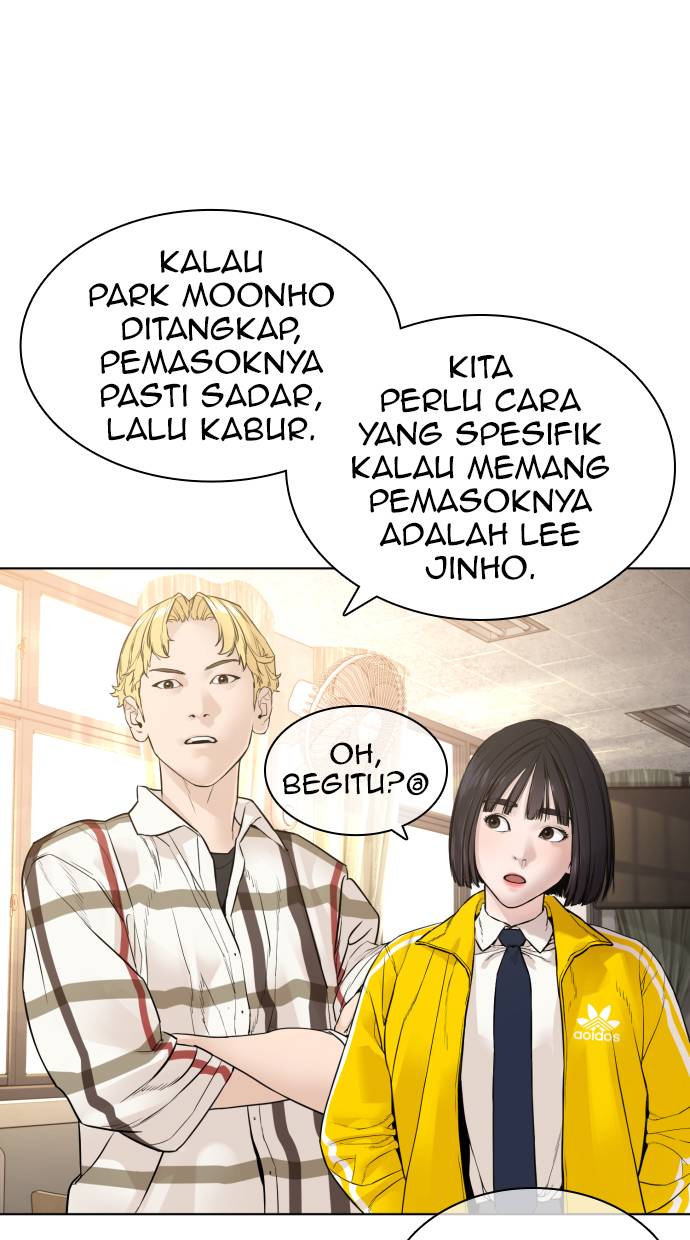 KALAU
PARK MOONHO
DITANGKAP,
PEMASOKNYA
PASTI SADAR,
LALU KABUR.
KITA
PERLU CARA
YANG SPESIFIK
KALAU MEMANG
PEMASOKNYA
ADALAH LEE
JINHO.
OH,
BEGITU?
aoidos